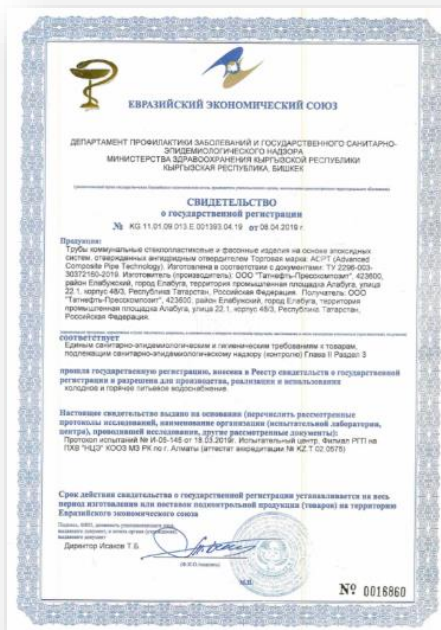 ЕВРАЗИЙСКИЙ ЭКОНОМИЧЕСКИЙ СОЮЗ
ДЕПАРТАМЕНТ ПРОФИЛАКТИКИ ЗАБОЛЕВАНИЙ И ГОСУДАРСТВЕННОГО САНИТАРНО-
ЭПИДЕМИОЛОГИЧЕСКОГО НАДЗОРА
МИНИСТЕРСТВА ЗДРАВООХРАНЕНИЯ КЫРГЫЗСКОЙ РЕСПУБЛИКИ
КЫРГЫЗСКАЯ РЕСПУБЛИКА, БИШКЕК
СВИДЕТЕЛЬСТВО
о государственной регистрации
№ KG.11.01.09.013.E.001393.04.19 от 08.04.2019 г.
Продукция:
Трубы коммунальные стеклопластиковые и фасонные изделия на основе эпоксидных
систем, отвержденных ангидридным отвердителем Торговая марка: ACPT (Advanced
Composite Pipe Technology). Изготовлена в соответствии с документами: ТУ 2296-003-
30372160-2019. Изготовитель (производитель): ООО "Татнефть-Пресскомпозит", 423600,
район Елабужский, город Елабуга, территория промышленная площадка Алабуга, улица
22.1, корпус 48/3, Республика Татарстан, Российская Федерация. Получатель: ООО
"Татнефть-Пресскомпозит", 423600, район Елабужский, город Елабуга, территория
промышленная площадка Алабуга, улица 22.1, корпус 48/3, Республика Татарстан,
Российская Федерация.
соответствует
Единым санитарно-эпидемиологическим и гигиеническим требованиям к товарам,
подлежащим санитарно-эпидемиологическому надзору (контролю) Глава II Раздел 3
прошла государственную регистрацию, внесена в Реестр свидетельств о государственной
регистрации и разрешена для производства, реализации и использования
холодное и горячее питьевое водоснабжение
Настоящее свидетельство выдано на основании (перечислить рассмотренные
протоколы исследований, наименование организации (испытательной лаборатории,
центра), проводившей исследования, другие рассмотренные документы):
Протокол испытаний № И-05-145 от 18.03.2019г. Испытательный центр, Филиал РГП на
ПХВ "НЦЭ" КООЗ МЗ РК по г. Алматы (аттестат аккредитации № KZ.T.02.0575)
Срок действия свидетельства о государственной регистрации устанавливается на весь
период изготовления или поставок подконтрольной продукции (товаров) на территорию
Евразийского экономического союза
Директор Исаков Т.Б.
(Ф.И.О./подпись)
М.П.
№ 0016860